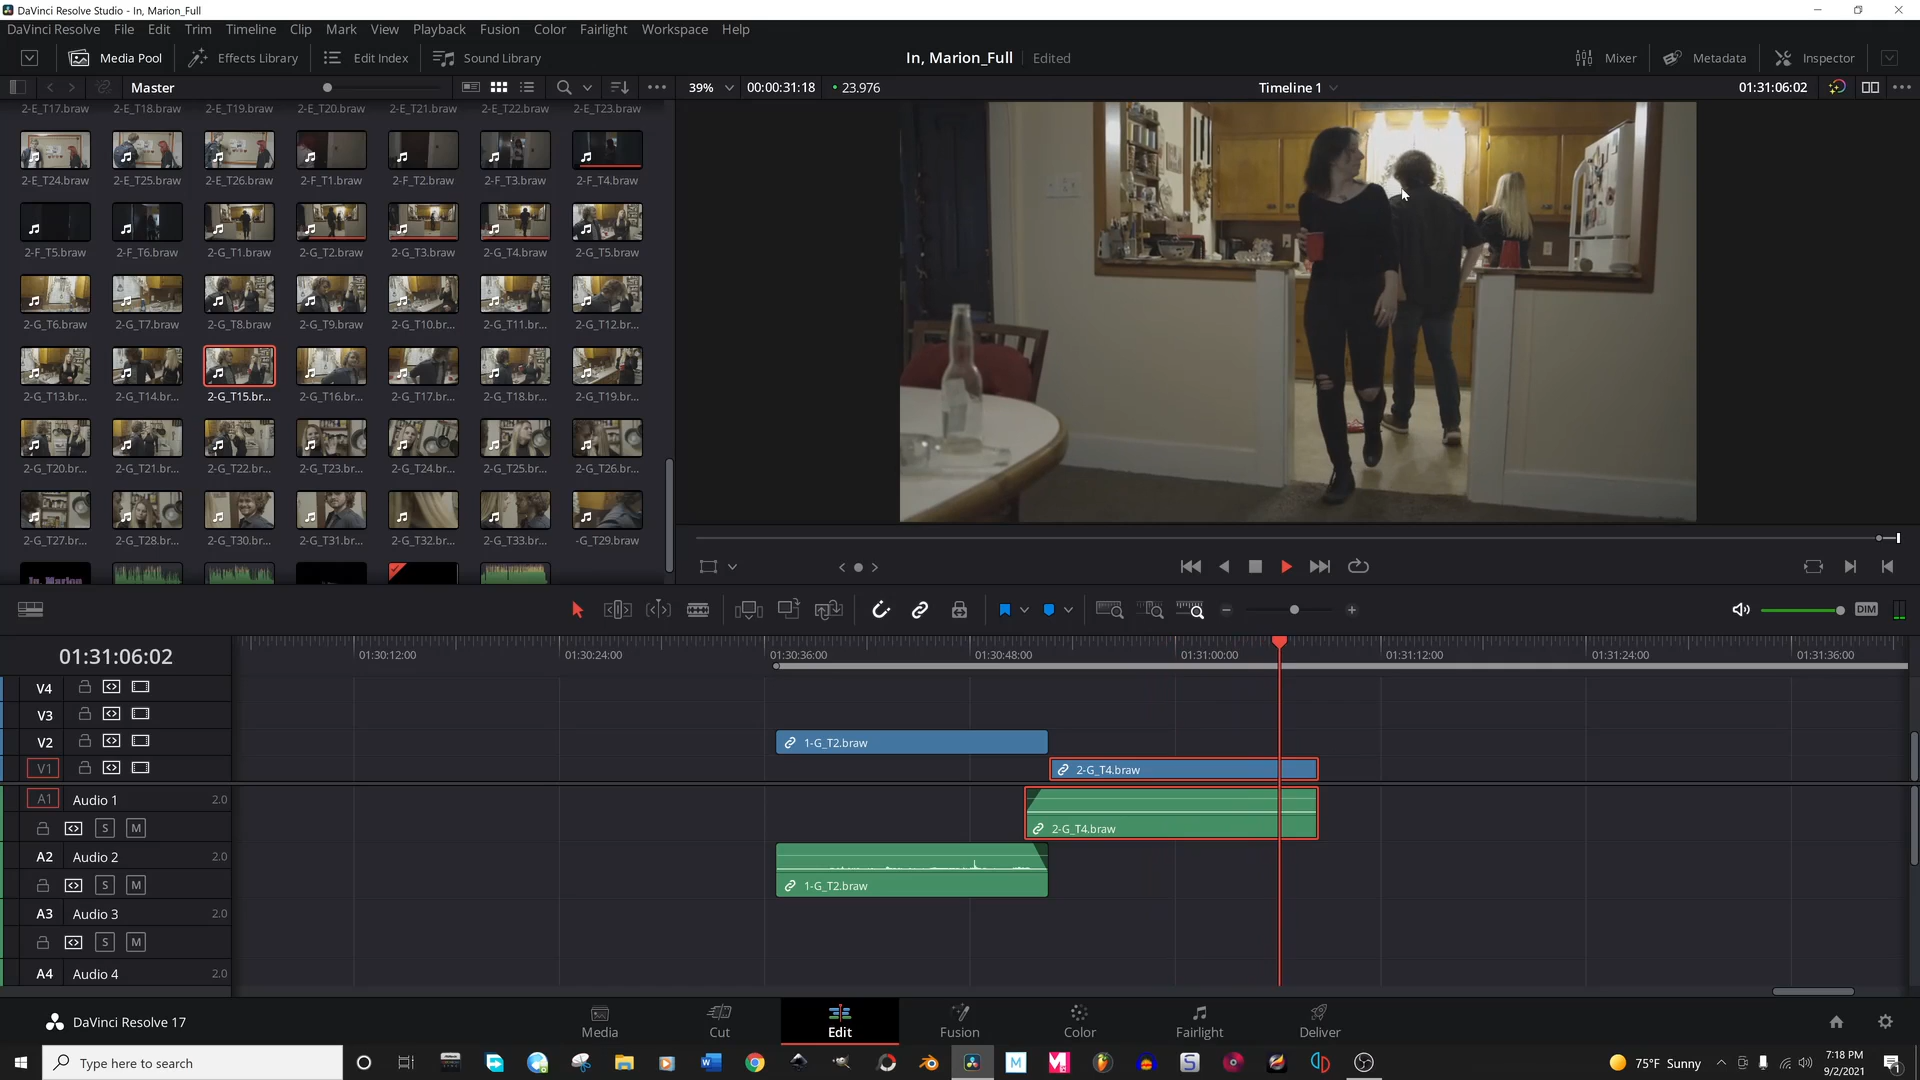 DaVinci Resolve Studio - In, Marion_Full
DaVinci Resolve File Edit Trim Timeline Clip Mark View Playback Fusion Color Fairlight Workspace Help
Media Pool Effects Library Edit Index Sound Library In, Marion_Full Edited Mixer Metadata Inspector
Master 39% 00:00:31:18 23.976 Timeline 1 01:31:06:02
2-E_T17.braw 2-E_T18.braw 2-E_T19.braw 2-E_T20.braw 2-E_T21.braw 2-E_T22.braw 2-E_T23.braw
2-E_T24.braw 2-E_T25.braw 2-E_T26.braw 2-F_T1.braw 2-F_T2.braw 2-F_T3.braw 2-F_T4.braw
2-F_T5.braw 2-F_T6.braw 2-G_T1.braw 2-G_T2.braw 2-G_T3.braw 2-G_T4.braw 2-G_T5.braw
2-G_T6.braw 2-G_T7.braw 2-G_T8.braw 2-G_T9.braw 2-G_T10.br... 2-G_T11.br... 2-G_T12.br...
2-G_T13.br... 2-G_T14.br... 2-G_T15.br... 2-G_T16.br... 2-G_T17.br... 2-G_T18.br... 2-G_T19.br...
2-G_T20.br... 2-G_T21.br... 2-G_T22.br... 2-G_T23.br... 2-G_T24.br... 2-G_T25.br... 2-G_T26.br...
2-G_T27.br... 2-G_T28.br... 2-G_T30.br... 2-G_T31.br... 2-G_T32.br... 2-G_T33.br... -G_T29.braw
In, Marion
DIM
01:31:06:02 01:30:12:00 01:30:24:00 01:30:36:00 01:30:48:00 01:31:00:00 01:31:12:00 01:31:24:00 01:31:36:00
V4
V3
V2 1-G_T2.braw
V1 2-G_T4.braw
A1 Audio 1 2.0
S M 2-G_T4.braw
A2 Audio 2 2.0
S M 1-G_T2.braw
A3 Audio 3 2.0
S M
A4 Audio 4 2.0
DaVinci Resolve 17 Media Cut Edit Fusion Color Fairlight Deliver
Type here to search 75°F Sunny 7:18 PM
9/2/2021
1